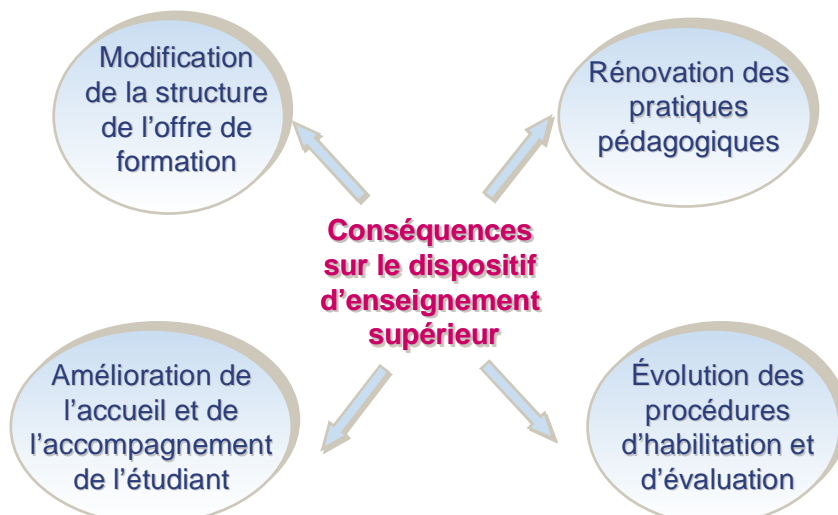 Modification
de la structure
de l’offre de
formation
Rénovation des
pratiques
pédagogiques
Conséquences
sur le dispositif
d’enseignement
supérieur
Amélioration de
l’accueil et de
l’accompagnement
de l’étudiant
Évolution des
procédures
d’habilitation et
d’évaluation